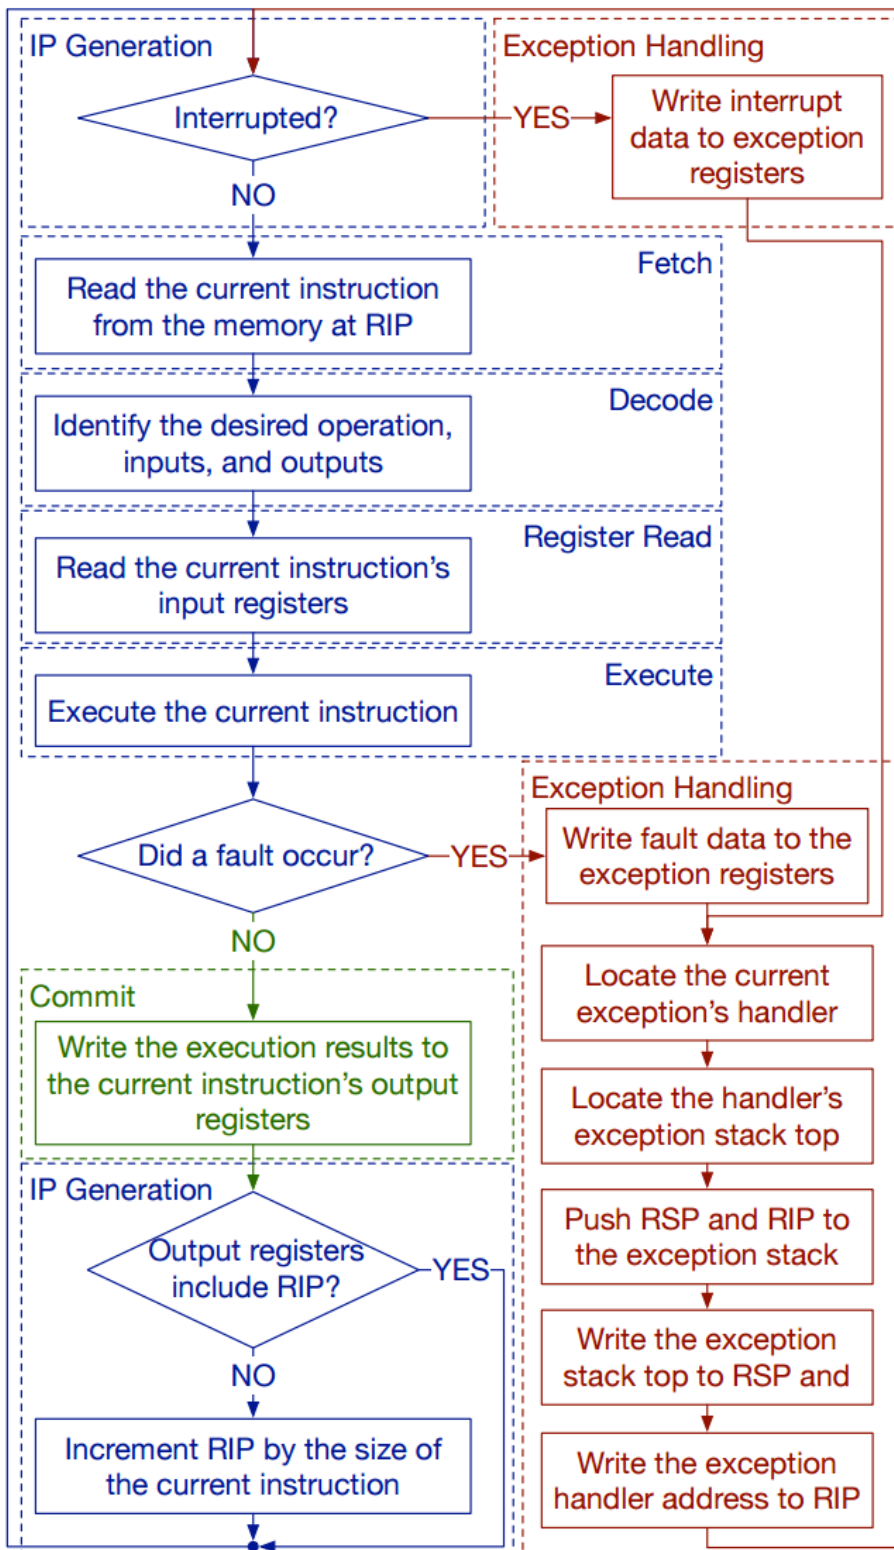 IP Generation
Exception Handling
Interrupted?
YES
Write interrupt
data to exception
registers
NO
Fetch
Read the current instruction
from the memory at RIP
Decode
Identify the desired operation,
inputs, and outputs
Register Read
Read the current instruction's
input registers
Execute
Execute the current instruction
Exception Handling
Did a fault occur?
YES
Write fault data to the
exception registers
NO
Locate the current
exception's handler
Commit
Write the execution results to
the current instruction's output
registers
Locate the handler's
exception stack top
IP Generation
Output registers
include RIP?
YES
Push RSP and RIP to
the exception stack
NO
Write the exception
stack top to RSP and
Increment RIP by the size of
the current instruction
Write the exception
handler address to RIP